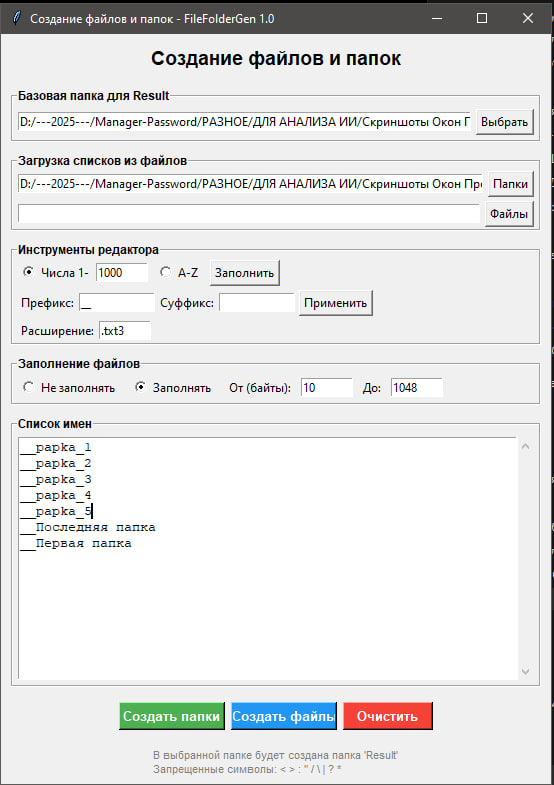 Создание файлов и папок - FileFolderGen 1.0
Создание файлов и папок
Базовая папка для Result
D:/---2025---/Manager-Password/РАЗНОЕ/ДЛЯ АНАЛИЗА ИИ/Скриншоты Окон П Выбрать
Загрузка списков из файлов
D:/---2025---/Manager-Password/РАЗНОЕ/ДЛЯ АНАЛИЗА ИИ/Скриншоты Окон Про Папки
Файлы
Инструменты редактора
Числа 1- 1000 A-Z Заполнить
Префикс: __ Суффикс: Применить
Расширение: .txt3
Заполнение файлов
Не заполнять Заполнять От (байты): 10 До: 1048
Список имен
__papka_1
__papka_2
__papka_3
__papka_4
__papka_5
__Последняя папка
__Первая папка
Создать папки Создать файлы Очистить
В выбранной папке будет создана папка 'Result'
Запрещенные символы: < > : " / \ | ? *